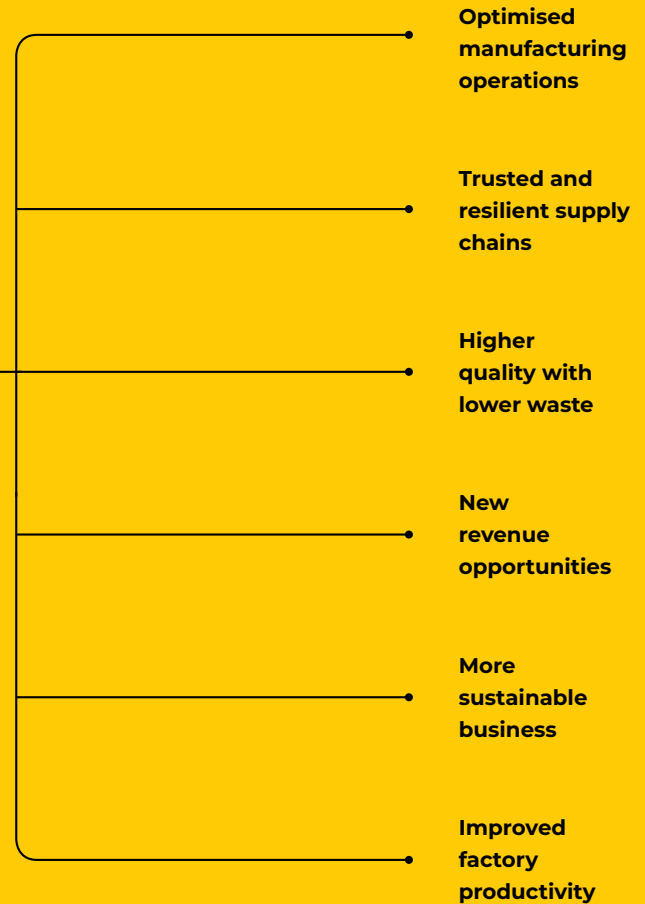 Optimised
manufacturing
operations
Trusted and
resilient supply
chains
Higher
quality with
lower waste
New
revenue
opportunities
More
sustainable
business
Improved
factory
productivity